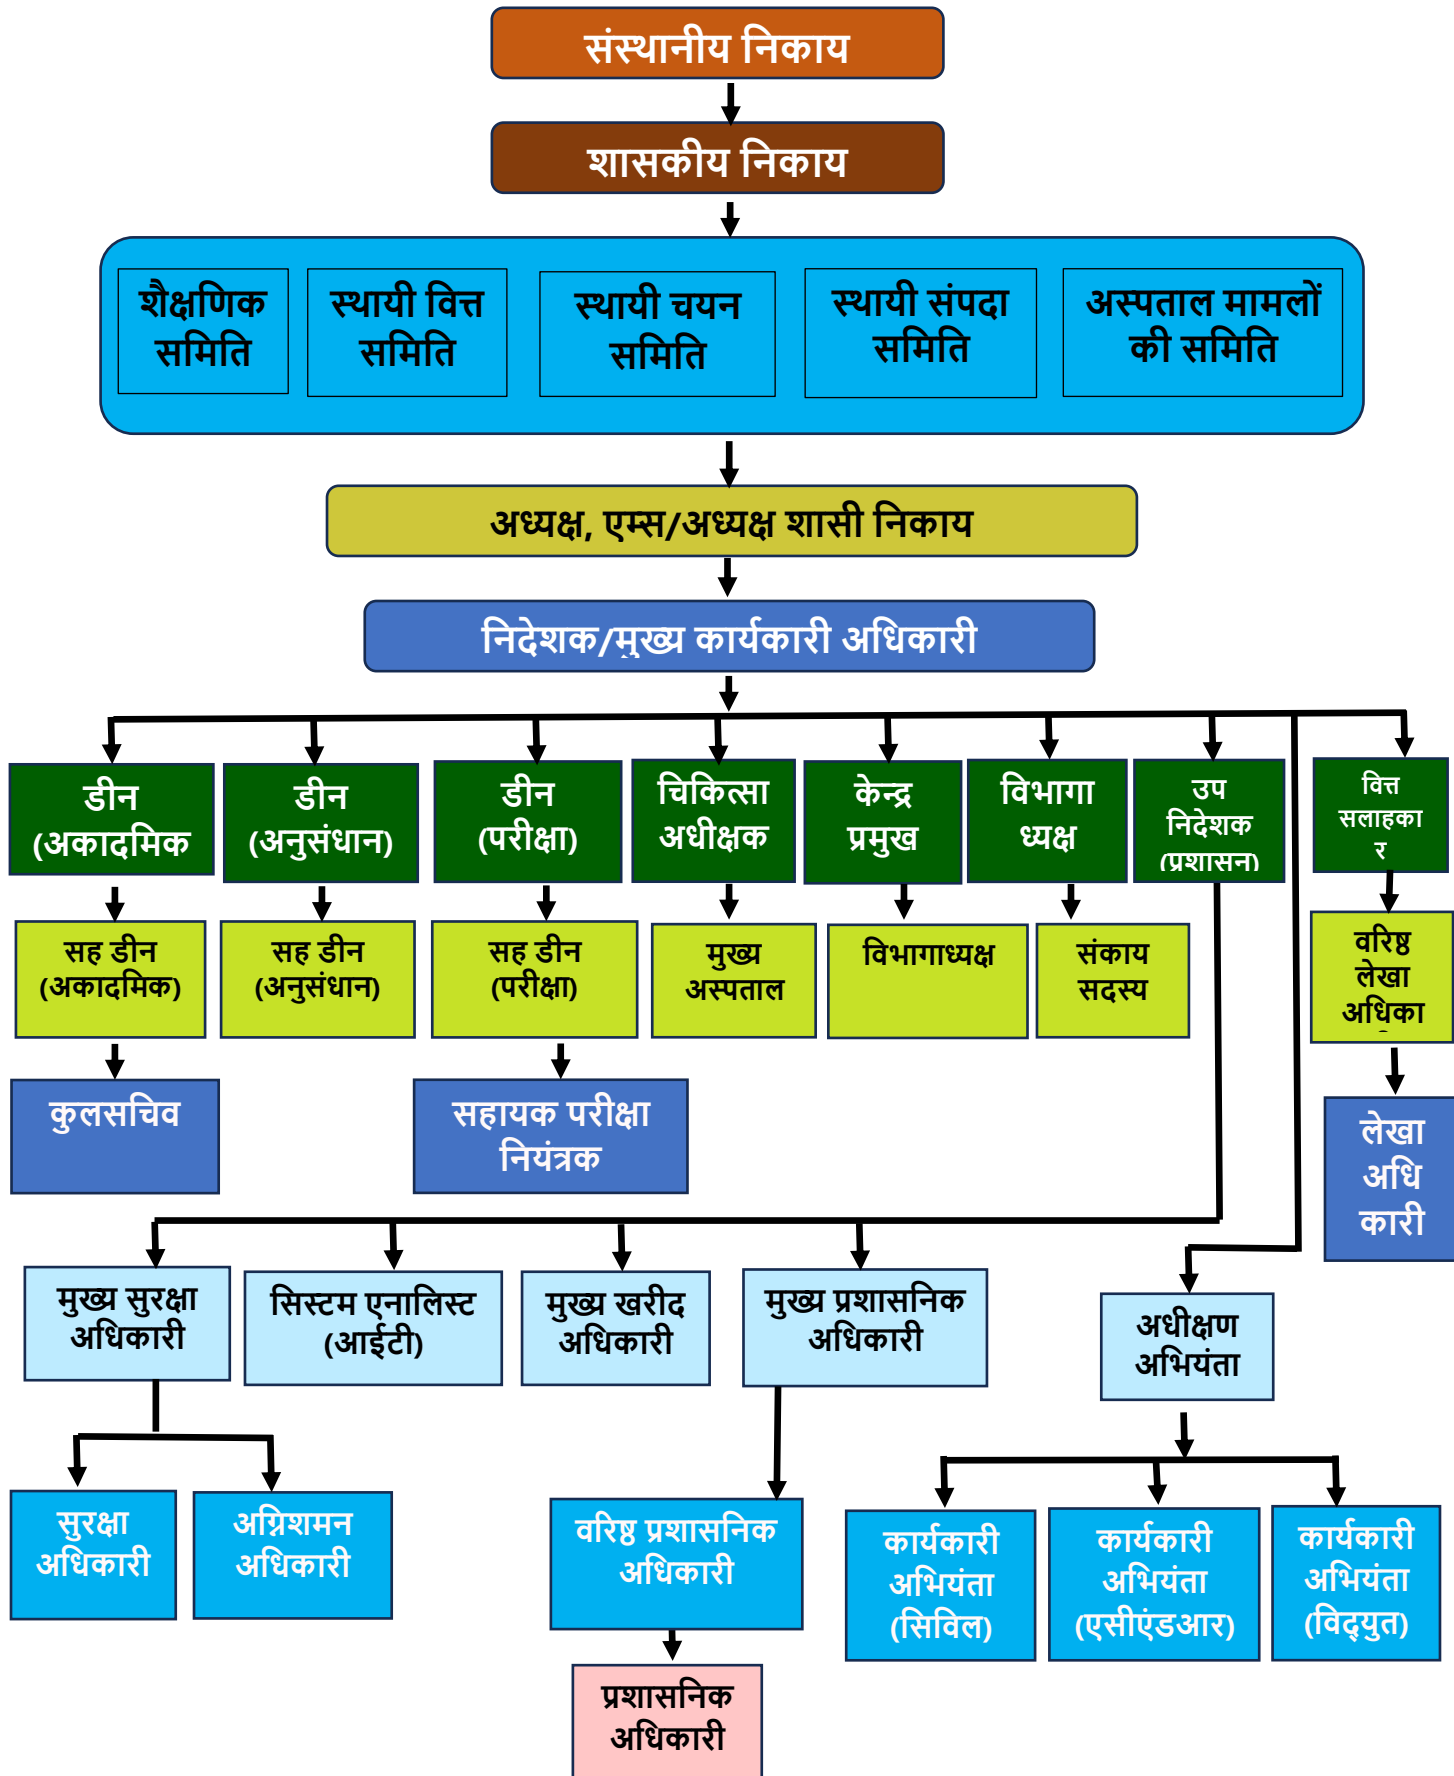 संस्थानीय निकाय
शासकीय निकाय
शैक्षणिक
समिति
स्थायी वित्त
समिति
स्थायी चयन
समिति
स्थायी संपदा
समिति
अस्पताल मामलों
की समिति
अध्यक्ष, एम्स/अध्यक्ष शासी निकाय
निदेशक/मुख्य कार्यकारी अधिकारी
डीन
(अकादमिक
डीन
(अनुसंधान)
डीन
(परीक्षा)
चिकित्सा
अधीक्षक
केन्द्र
प्रमुख
विभागा
ध्यक्ष
उप
निदेशक
(प्रशासन)
वित्त
सलाहका
र
सह डीन
(अकादमिक)
सह डीन
(अनुसंधान)
सह डीन
(परीक्षा)
मुख्य
अस्पताल
विभागाध्यक्ष
संकाय
सदस्य
वरिष्ठ
लेखा
अधिका
कुलसचिव
सहायक परीक्षा
नियंत्रक
लेखा
अधि
कारी
मुख्य सुरक्षा
अधिकारी
सिस्टम एनालिस्ट
(आईटी)
मुख्य खरीद
अधिकारी
मुख्य प्रशासनिक
अधिकारी
अधीक्षण
अभियंता
सुरक्षा
अधिकारी
अग्निशमन
अधिकारी
वरिष्ठ प्रशासनिक
अधिकारी
कार्यकारी
अभियंता
(सिविल)
कार्यकारी
अभियंता
(एसीएंडआर)
कार्यकारी
अभियंता
(विद्युत)
प्रशासनिक
अधिकारी